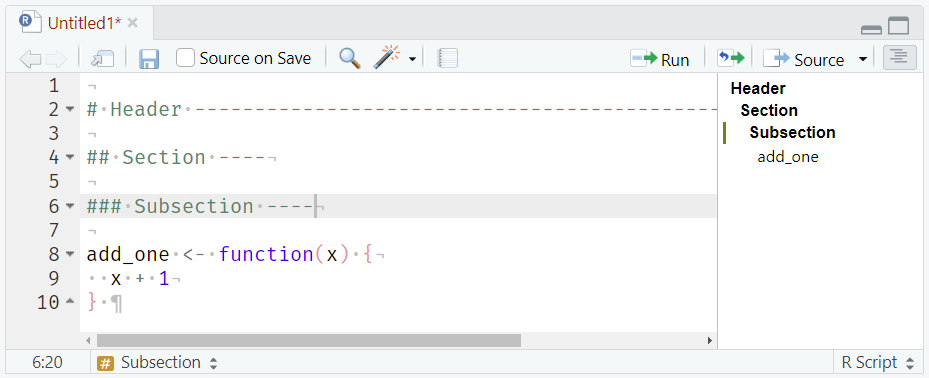 Untitled1*
Source on Save Run Source
1
2 # Header --------------------------------------------
3
4 ## Section ----
5
6 ### Subsection ----
7
8 add_one <- function(x) {
9   x + 1
10 }
Header
Section
Subsection
add_one
6:20 # Subsection R Script